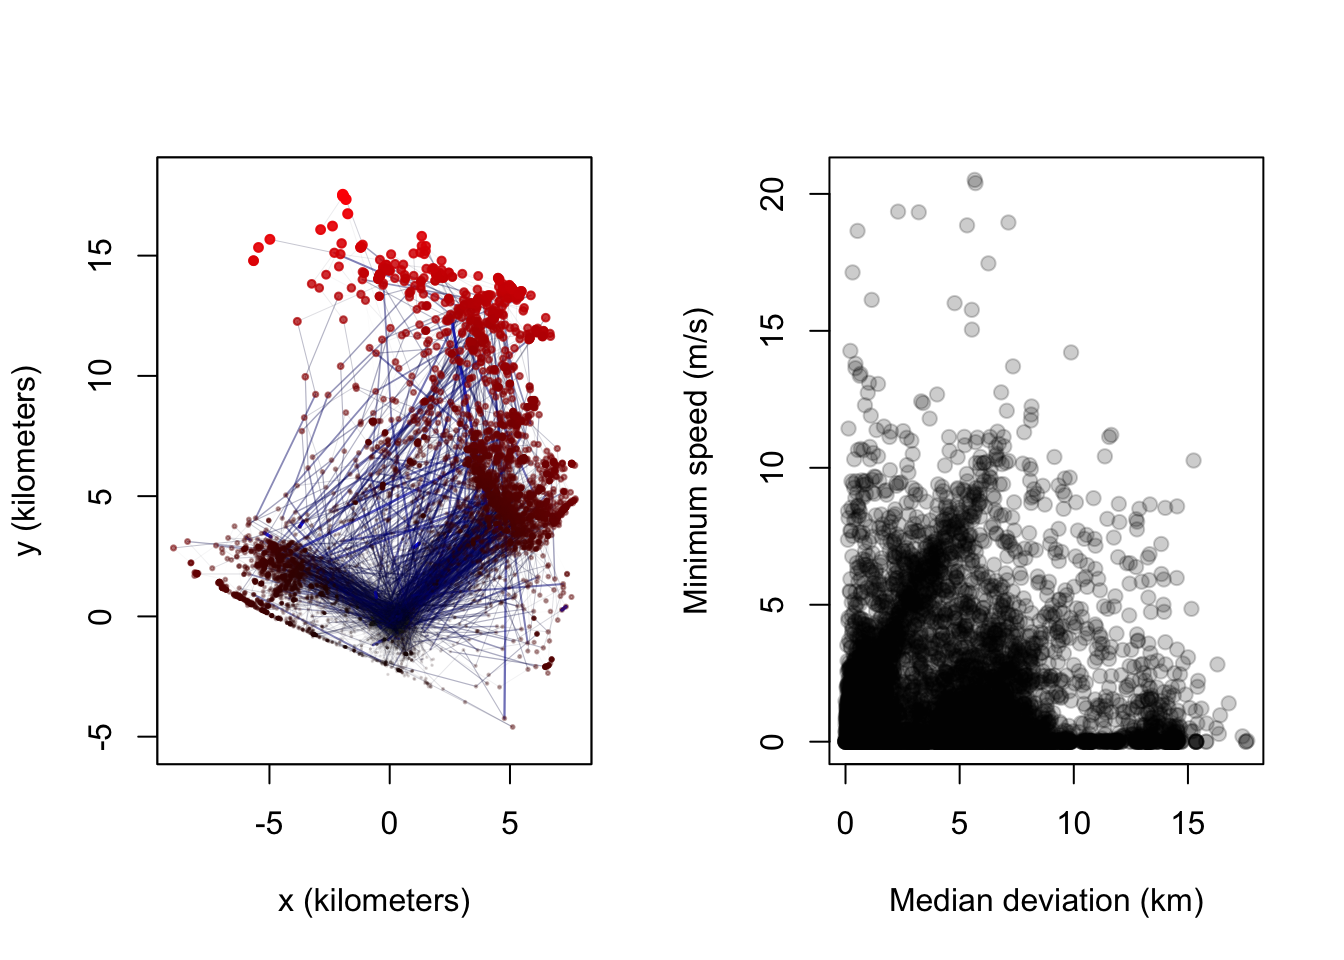 y (kilometers)
15
10
5
0
-5
-5 0 5
x (kilometers)
Minimum speed (m/s)
20
15
10
5
0
0 5 10 15
Median deviation (km)